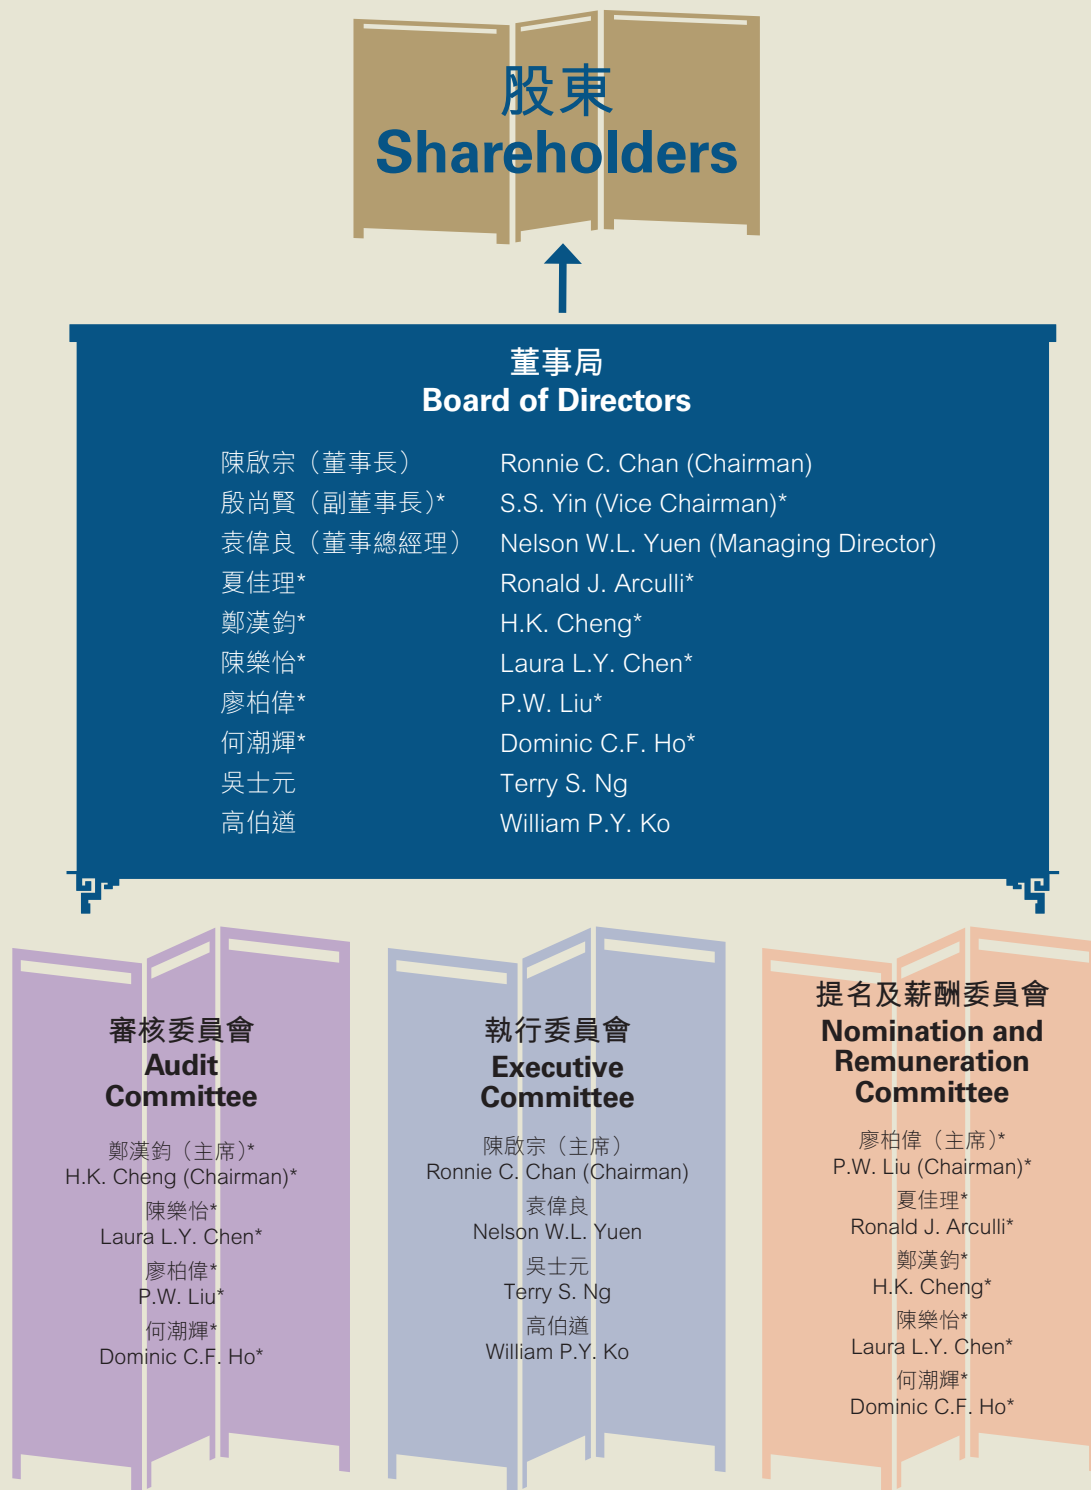 股東
Shareholders
董事局
Board of Directors
陳啟宗（董事長） Ronnie C. Chan (Chairman)
殷尚賢（副董事長）* S.S. Yin (Vice Chairman)*
袁偉良（董事總經理） Nelson W.L. Yuen (Managing Director)
夏佳理* Ronald J. Arculli*
鄭漢鈞* H.K. Cheng*
陳樂怡* Laura L.Y. Chen*
廖柏偉* P.W. Liu*
何潮輝* Dominic C.F. Ho*
吳士元 Terry S. Ng
高伯遒 William P.Y. Ko
審核委員會
Audit
Committee
鄭漢鈞（主席）*
H.K. Cheng (Chairman)*
陳樂怡*
Laura L.Y. Chen*
廖柏偉*
P.W. Liu*
何潮輝*
Dominic C.F. Ho*
執行委員會
Executive
Committee
陳啟宗（主席）
Ronnie C. Chan (Chairman)
袁偉良
Nelson W.L. Yuen
吳士元
Terry S. Ng
高伯遒
William P.Y. Ko
提名及薪酬委員會
Nomination and
Remuneration
Committee
廖柏偉（主席）*
P.W. Liu (Chairman)*
夏佳理*
Ronald J. Arculli*
鄭漢鈞*
H.K. Cheng*
陳樂怡*
Laura L.Y. Chen*
何潮輝*
Dominic C.F. Ho*